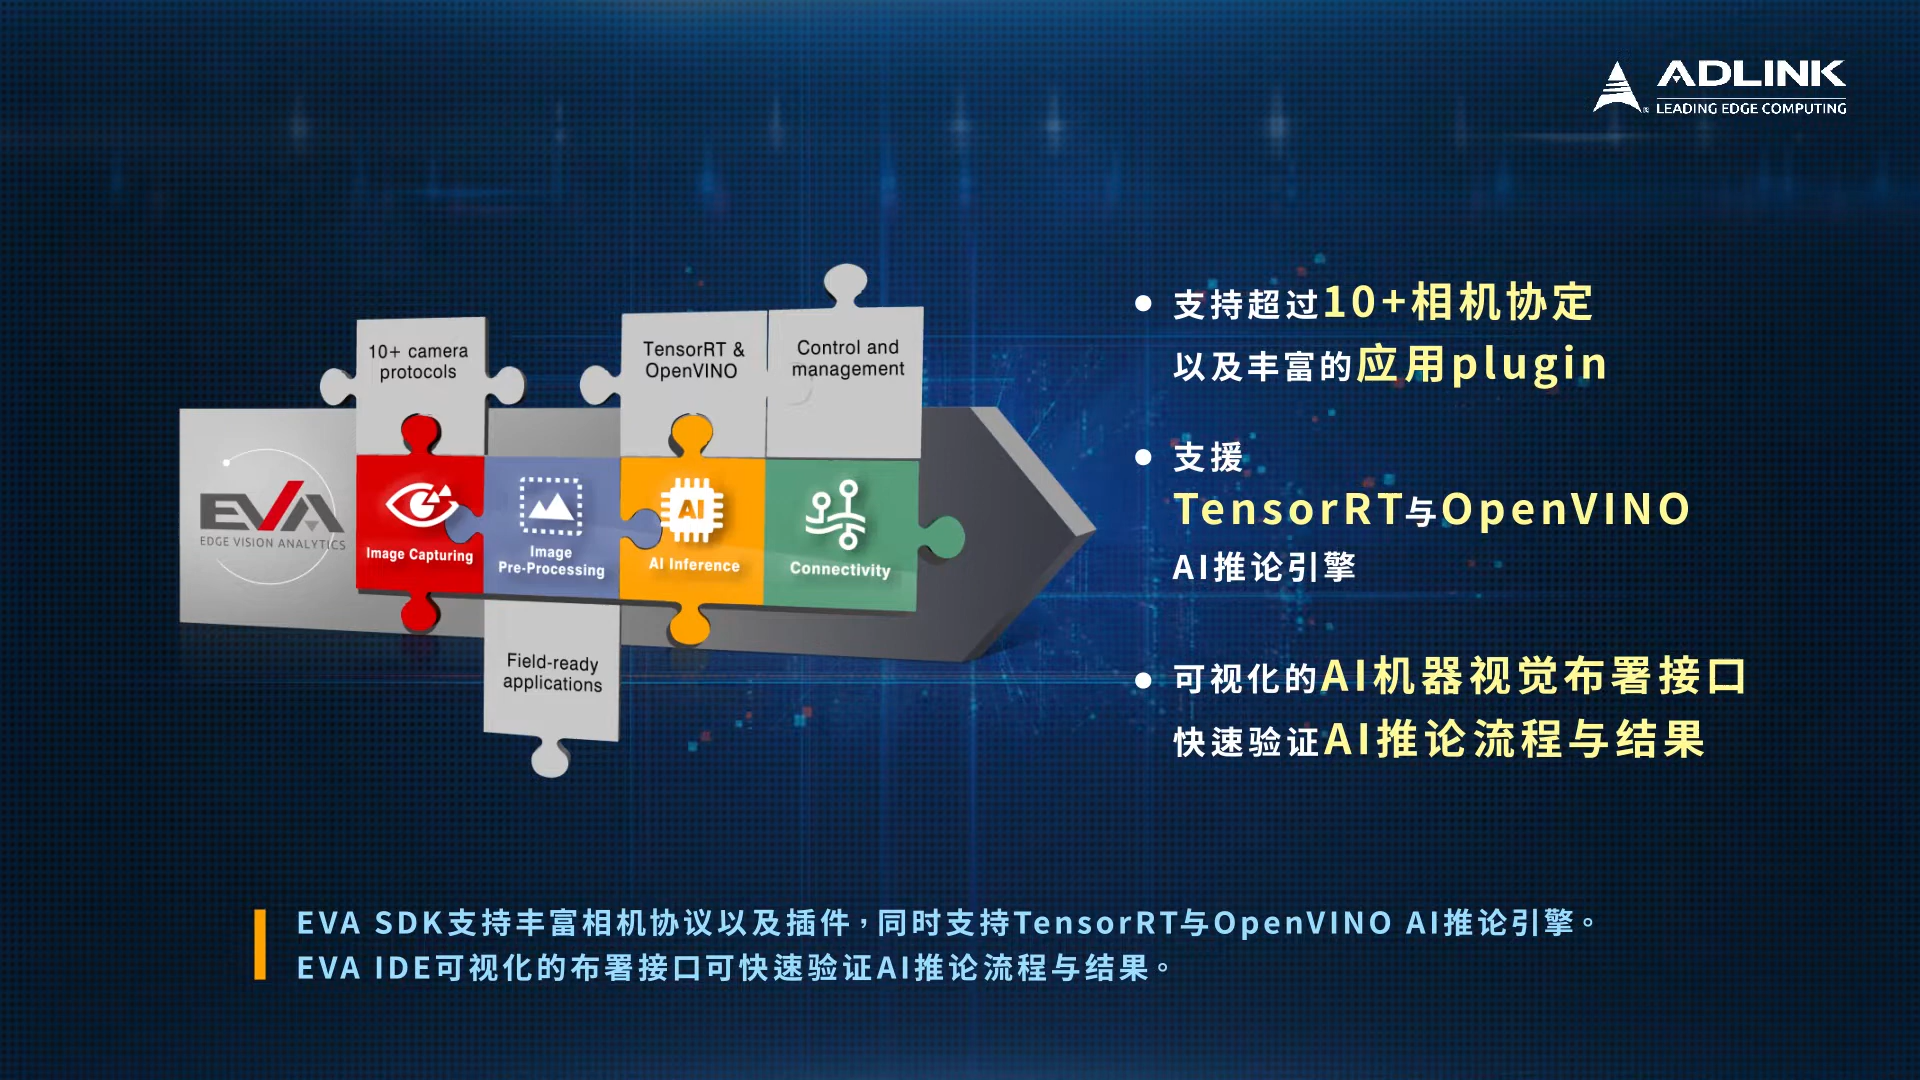 ADLINK
LEADING EDGE COMPUTING
10+ camera
protocols
TensorRT &
OpenVINO
Control and
management
EVA
EDGE VISION ANALYTICS
Image Capturing
Image
Pre-Processing
AI
AI Inference
Connectivity
Field-ready
applications
支持超过10+相机协定
以及丰富的应用plugin
支援
TensorRT与OpenVINO
AI推论引擎
可视化的AI机器视觉布署接口
快速验证AI推论流程与结果
EVA SDK支持丰富相机协议以及插件，同时支持TensorRT与OpenVINO AI推论引擎。
EVA IDE可视化的布署接口可快速验证AI推论流程与结果。